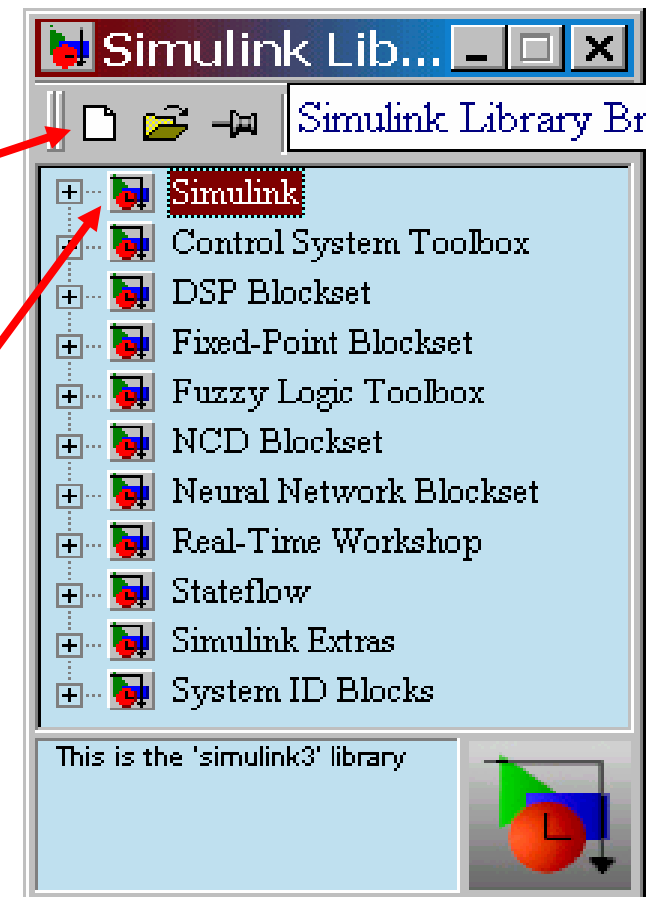 Simulink Lib...
Simulink Library Br
Simulink
Control System Toolbox
DSP Blockset
Fixed-Point Blockset
Fuzzy Logic Toolbox
NCD Blockset
Neural Network Blockset
Real-Time Workshop
Stateflow
Simulink Extras
System ID Blocks
This is the 'simulink3' library